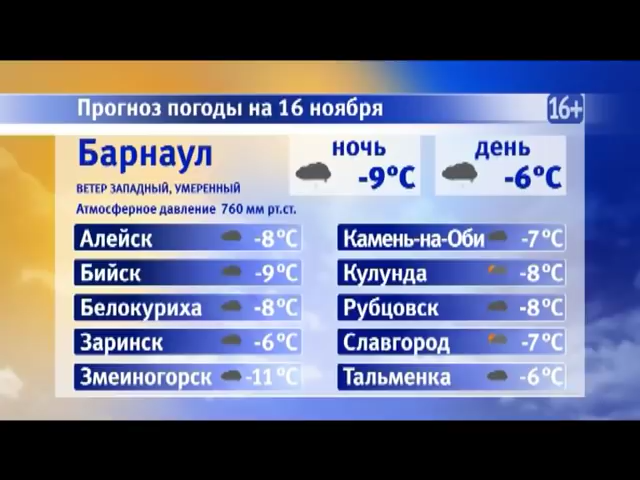 Прогноз погоды на 16 ноября
16+
Барнаул
ВЕТЕР ЗАПАДНЫЙ, УМЕРЕННЫЙ
Атмосферное давление 760 мм рт.ст.
ночь
-9°C
день
-6°C
Алейск -8°C
Бийск -9°C
Белокуриха -8°C
Заринск -6°C
Змеиногорск -11°C
Камень-на-Оби -7°C
Кулунда -8°C
Рубцовск -8°C
Славгород -7°C
Тальменка -6°C